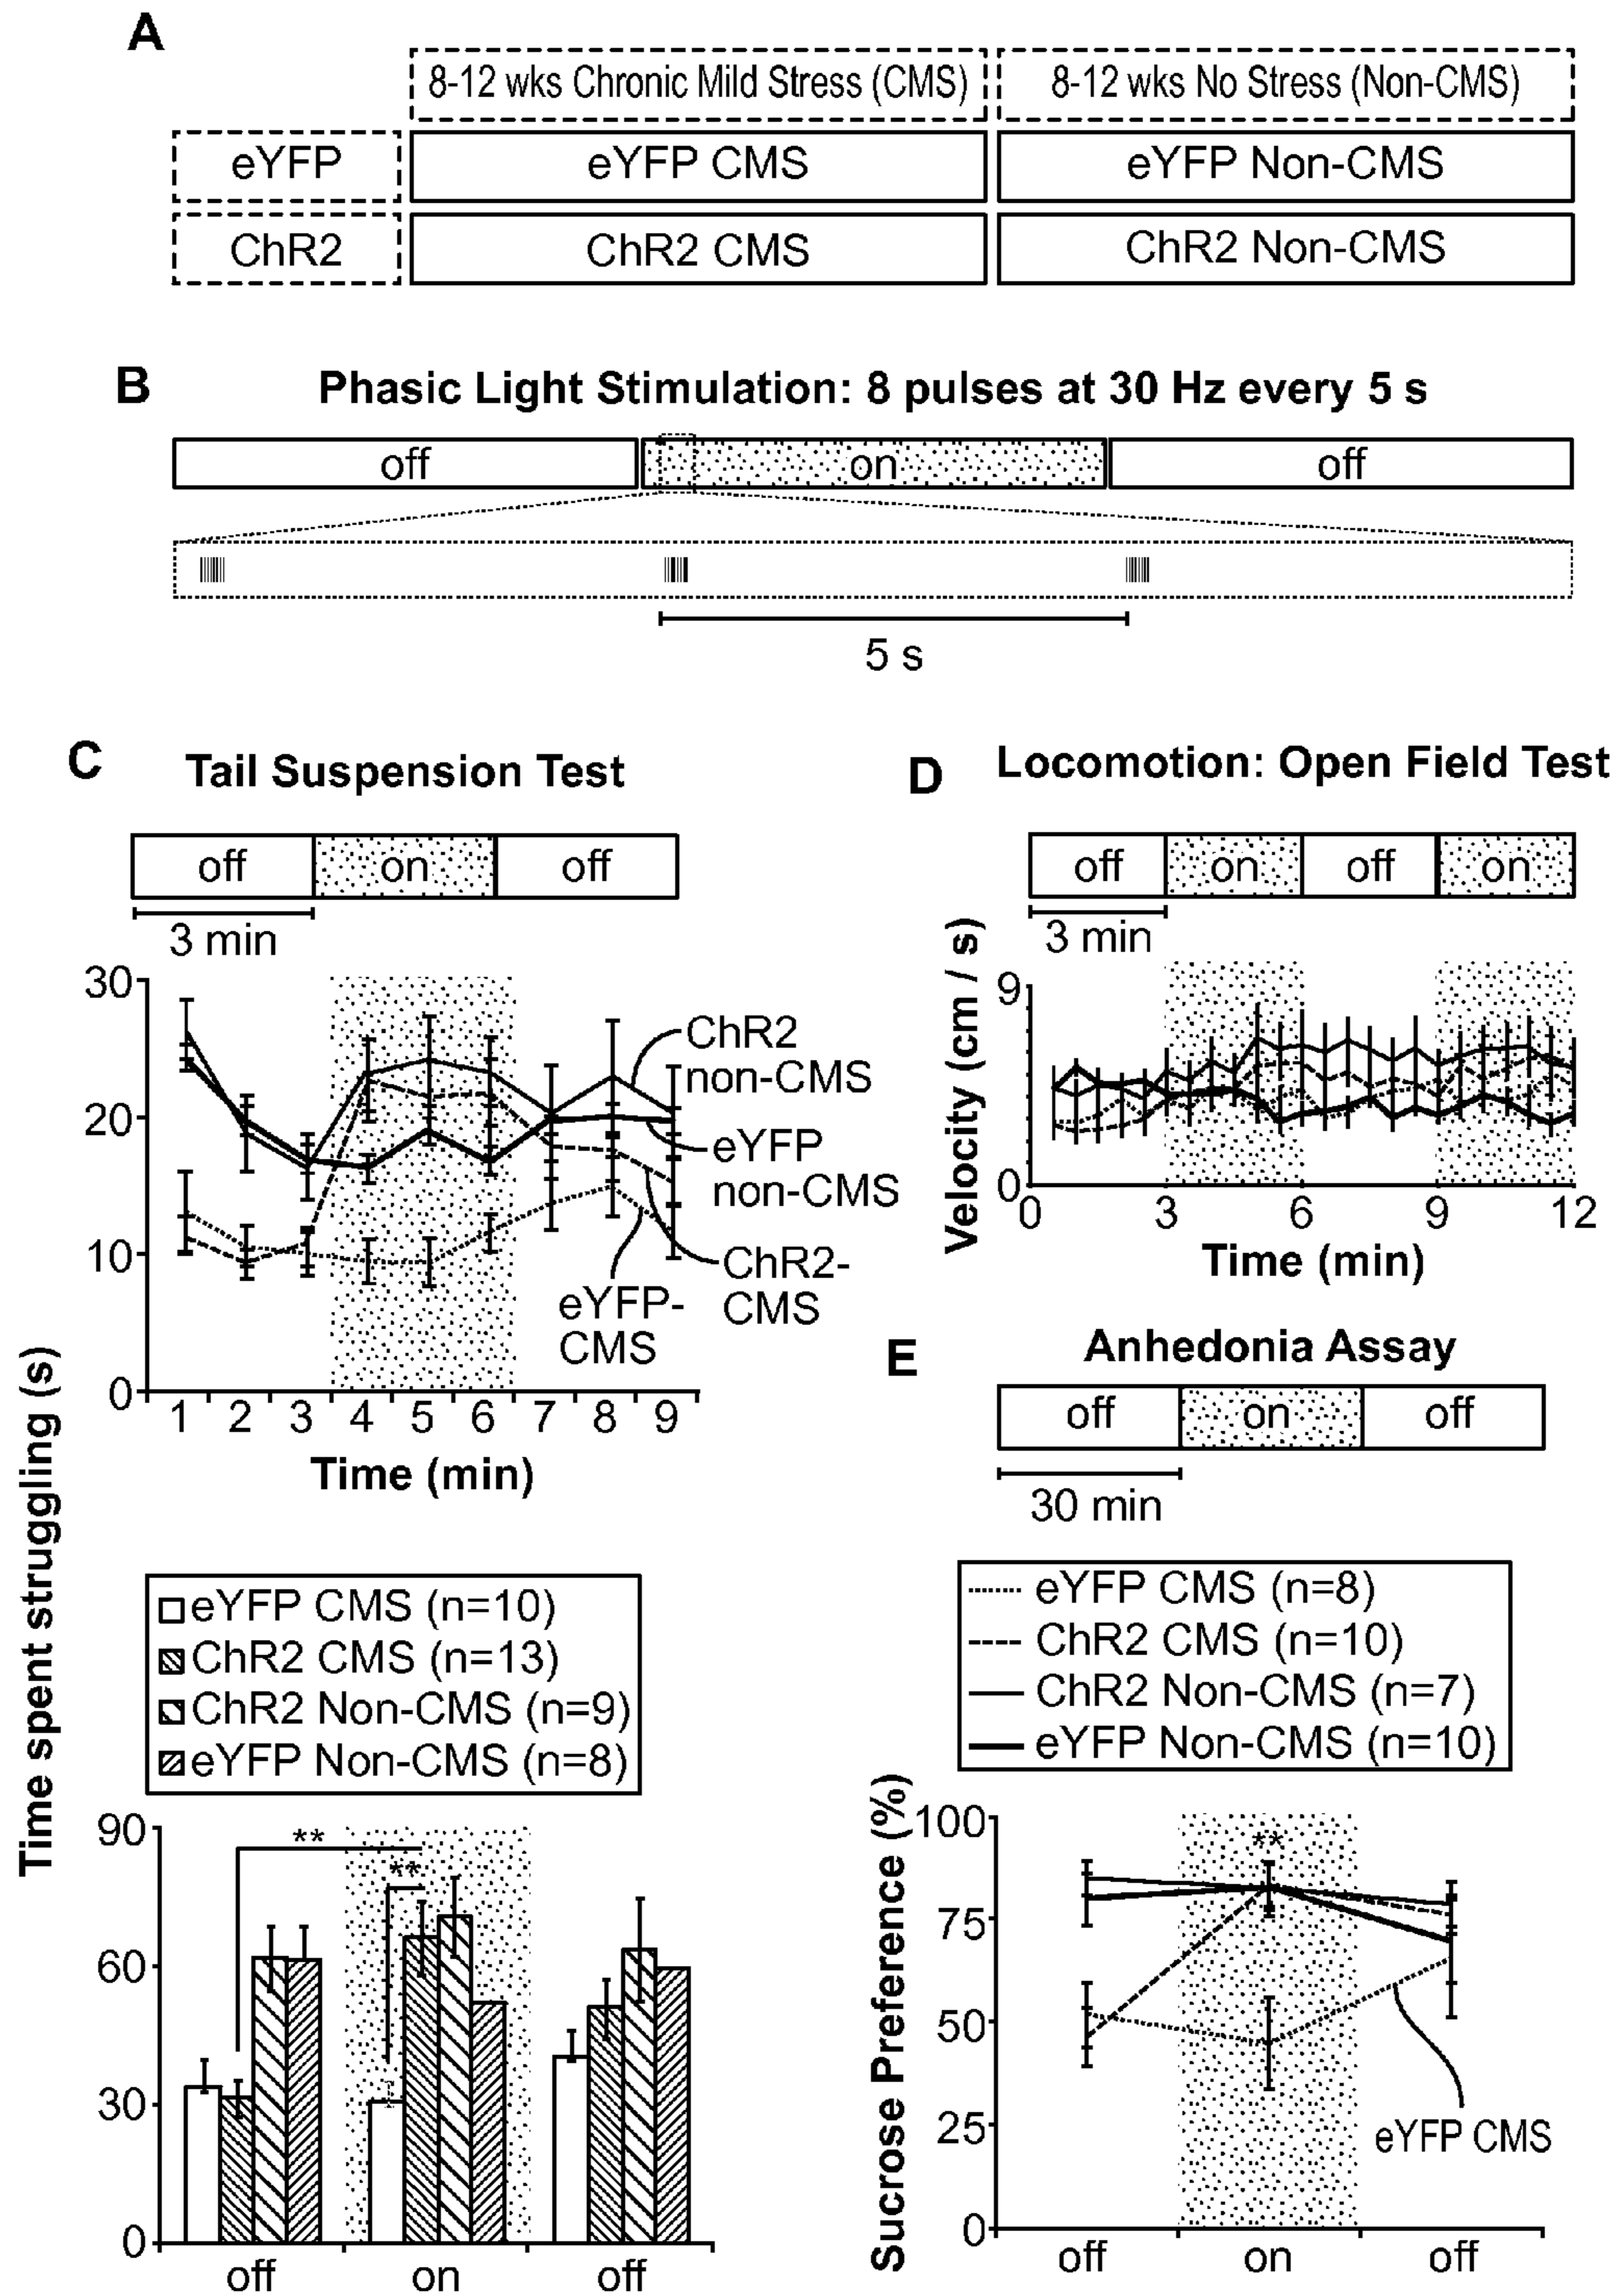 A
8-12 wks Chronic Mild Stress (CMS)
8-12 wks No Stress (Non-CMS)
eYFP
eYFP CMS
eYFP Non-CMS
ChR2
ChR2 CMS
ChR2 Non-CMS
B
Phasic Light Stimulation: 8 pulses at 30 Hz every 5 s
off
on
off
5 s
C
Tail Suspension Test
off
on
off
3 min
30
20
10
0
1 2 3 4 5 6 7 8 9
Time (min)
ChR2
non-CMS
eYFP
non-CMS
ChR2-
CMS
eYFP-
CMS
Time spent struggling (s)
eYFP CMS (n=10)
ChR2 CMS (n=13)
ChR2 Non-CMS (n=9)
eYFP Non-CMS (n=8)
90
60
30
0
**
**
off
on
off
D
Locomotion: Open Field Test
off
on
off
on
3 min
Velocity (cm / s)
9
0
0 3 6 9 12
Time (min)
E
Anhedonia Assay
off
on
off
30 min
eYFP CMS (n=8)
ChR2 CMS (n=10)
ChR2 Non-CMS (n=7)
eYFP Non-CMS (n=10)
Sucrose Preference (%)
100
75
50
25
0
**
eYFP CMS
off
on
off